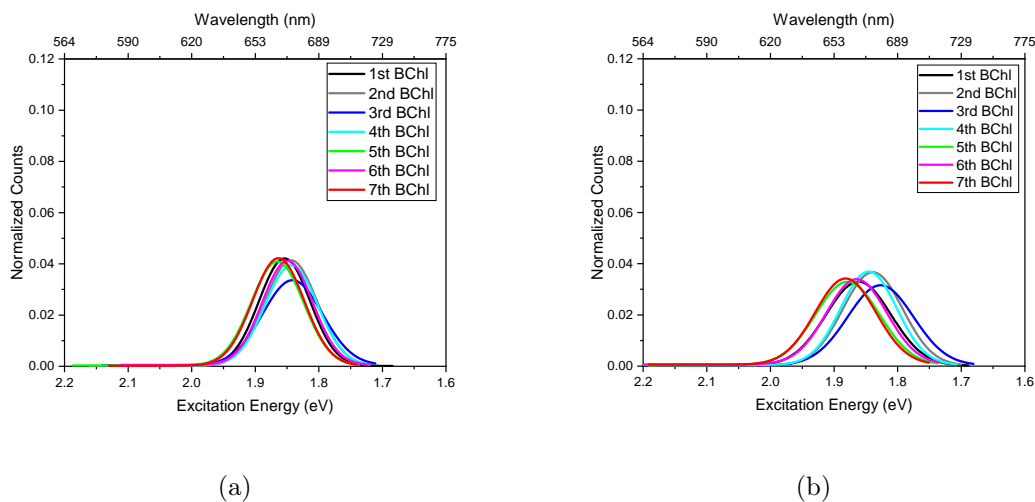 Wavelength (nm)
564 590 620 653 689 729 775
0.12
0.10
0.08
0.06
0.04
0.02
0.00
Normalized Counts
1st BChl
2nd BChl
3rd BChl
4th BChl
5th BChl
6th BChl
7th BChl
2.2 2.1 2.0 1.9 1.8 1.7 1.6
Excitation Energy (eV)
(a)
Wavelength (nm)
564 590 620 653 689 729 775
0.12
0.10
0.08
0.06
0.04
0.02
0.00
Normalized Counts
1st BChl
2nd BChl
3rd BChl
4th BChl
5th BChl
6th BChl
7th BChl
2.2 2.1 2.0 1.9 1.8 1.7 1.6
Excitation Energy (eV)
(b)